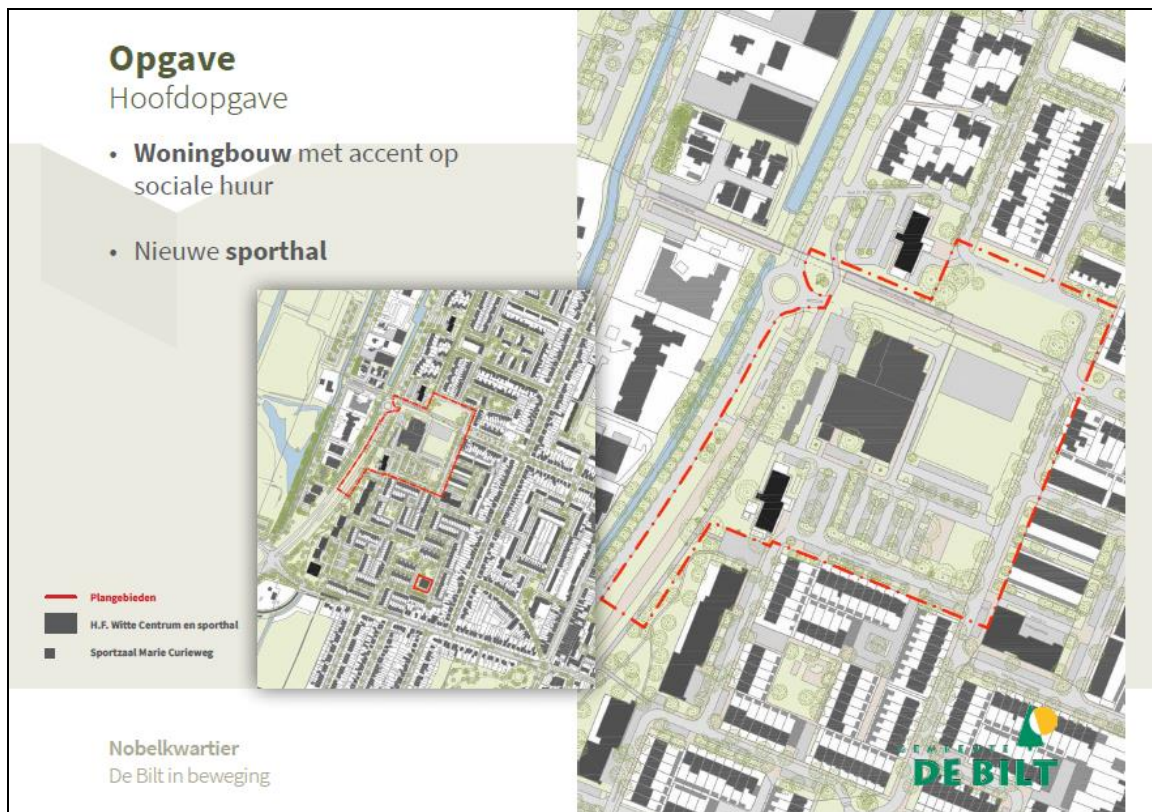 Opgave
Hoofdopgave
• Woningbouw met accent op
sociale huur
• Nieuwe sporthal
Plangebieden
H.F. Witte Centrum en sporthal
Sportzaal Marie Curieweg
Nobelkwartier
De Bilt in beweging
GEMEENTE
DE BILT